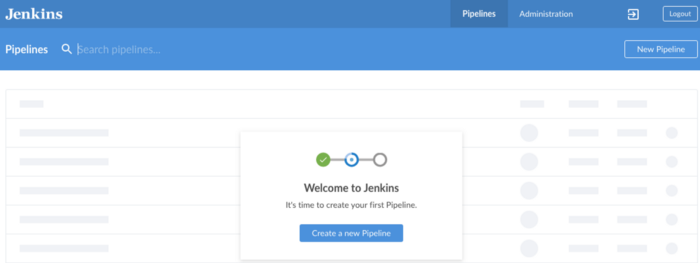 Jenkins Pipelines Administration Logout
Pipelines Search pipelines... New Pipeline
Welcome to Jenkins
It's time to create your first Pipeline.
Create a new Pipeline